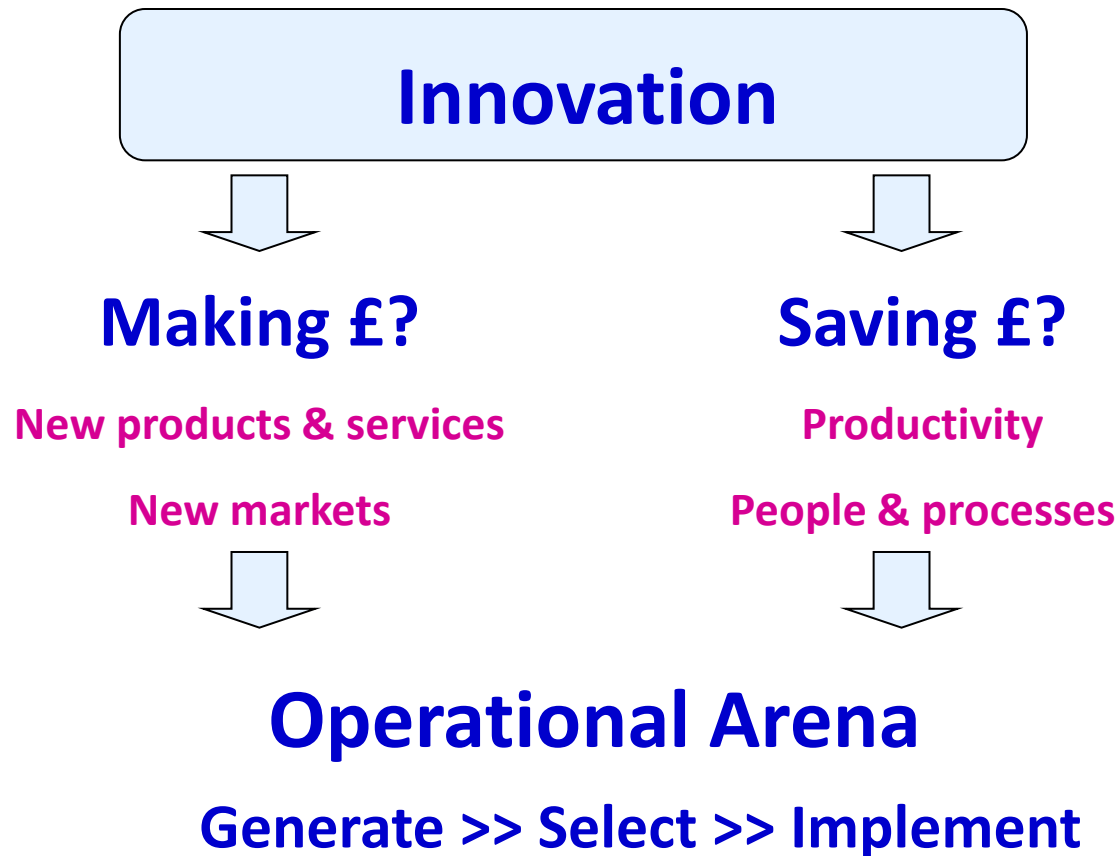 Innovation
Making £?
New products & services
New markets
Saving £?
Productivity
People & processes
Operational Arena
Generate >> Select >> Implement